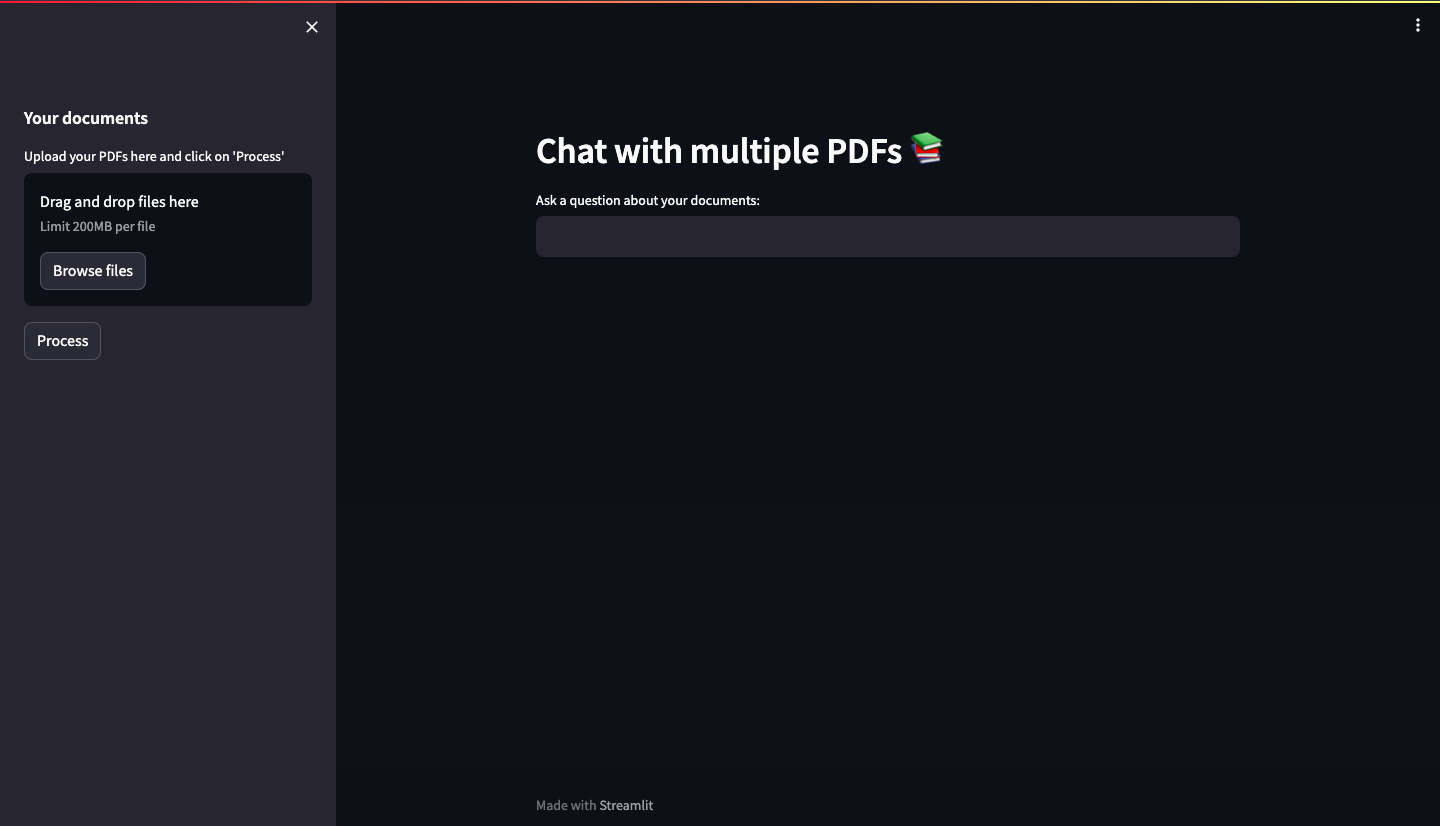 Your documents
Upload your PDFs here and click on 'Process'
Drag and drop files here
Limit 200MB per file
Browse files
Process
Chat with multiple PDFs
Ask a question about your documents:
Made with Streamlit